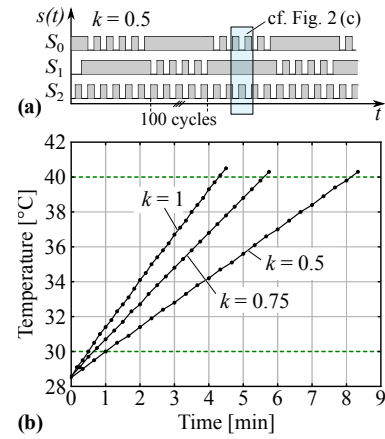 s(t) k = 0.5 cf. Fig. 2 (c)
S0
S1
S2
(a) 100 cycles t
42
40
38
36
34
32
30
28
Temperature [°C]
k = 1
k = 0.75
k = 0.5
0 1 2 3 4 5 6 7 8 9
(b) Time [min]